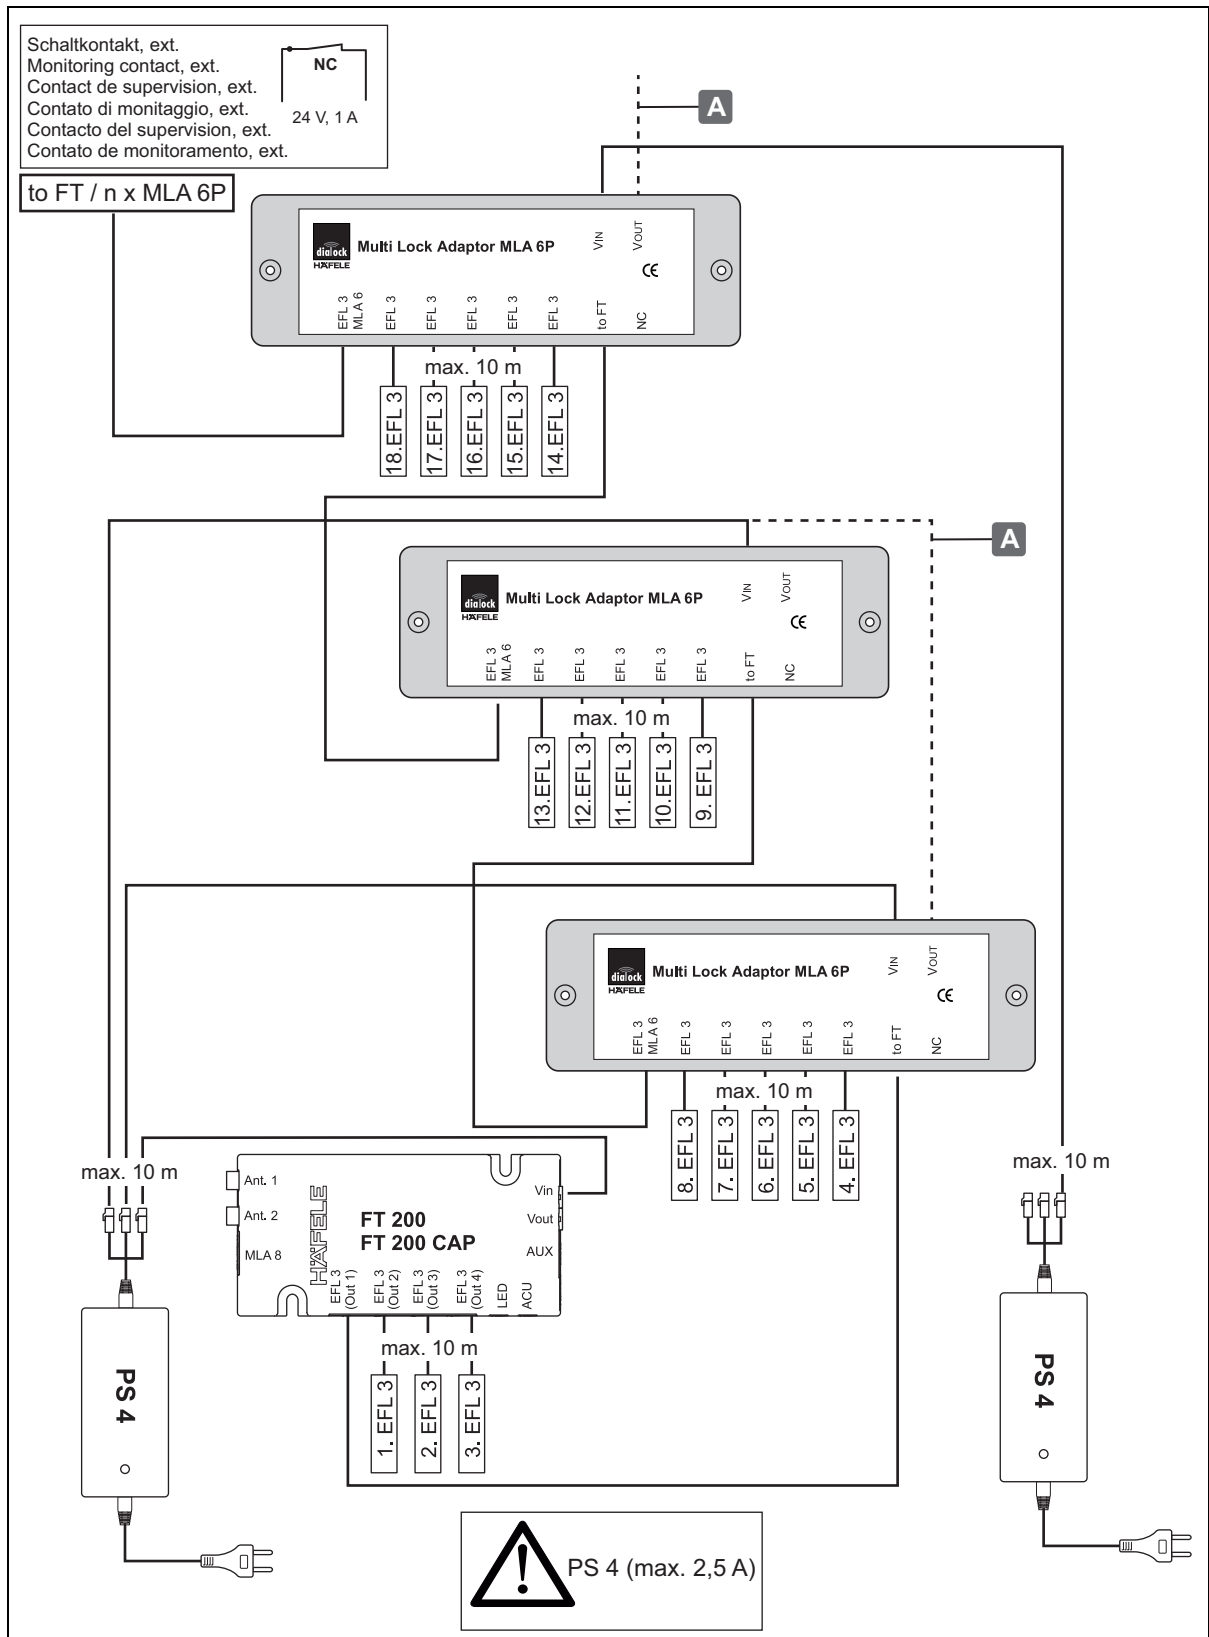 Schaltkontakt, ext.
Monitoring contact, ext.
Contact de supervision, ext.
Contato di monitaggio, ext.
Contacto del supervision, ext.
Contato de monitoramento, ext.
NC
24 V, 1 A
A
to FT / n x MLA 6P
dialock
HÄFELE
Multi Lock Adaptor MLA 6P
VIN
VOUT
CE
EFL 3
MLA 6
EFL 3
EFL 3
EFL 3
EFL 3
EFL 3
to FT
NC
max. 10 m
18.EFL 3
17.EFL 3
16.EFL 3
15.EFL 3
14.EFL 3
A
dialock
HÄFELE
Multi Lock Adaptor MLA 6P
VIN
VOUT
CE
EFL 3
MLA 6
EFL 3
EFL 3
EFL 3
EFL 3
EFL 3
to FT
NC
max. 10 m
13.EFL 3
12.EFL 3
11.EFL 3
10.EFL 3
9. EFL 3
dialock
HÄFELE
Multi Lock Adaptor MLA 6P
VIN
VOUT
CE
EFL 3
MLA 6
EFL 3
EFL 3
EFL 3
EFL 3
EFL 3
to FT
NC
max. 10 m
8. EFL 3
7. EFL 3
6. EFL 3
5. EFL 3
4. EFL 3
max. 10 m
Ant. 1
Ant. 2
MLA 8
HÄFELE
FT 200
FT 200 CAP
Vin
Vout
AUX
EFL 3
(Out 1)
EFL 3
(Out 2)
EFL 3
(Out 3)
EFL 3
(Out 4)
LED
ACU
max. 10 m
1. EFL 3
2. EFL 3
3. EFL 3
PS 4
max. 10 m
PS 4
PS 4 (max. 2,5 A)